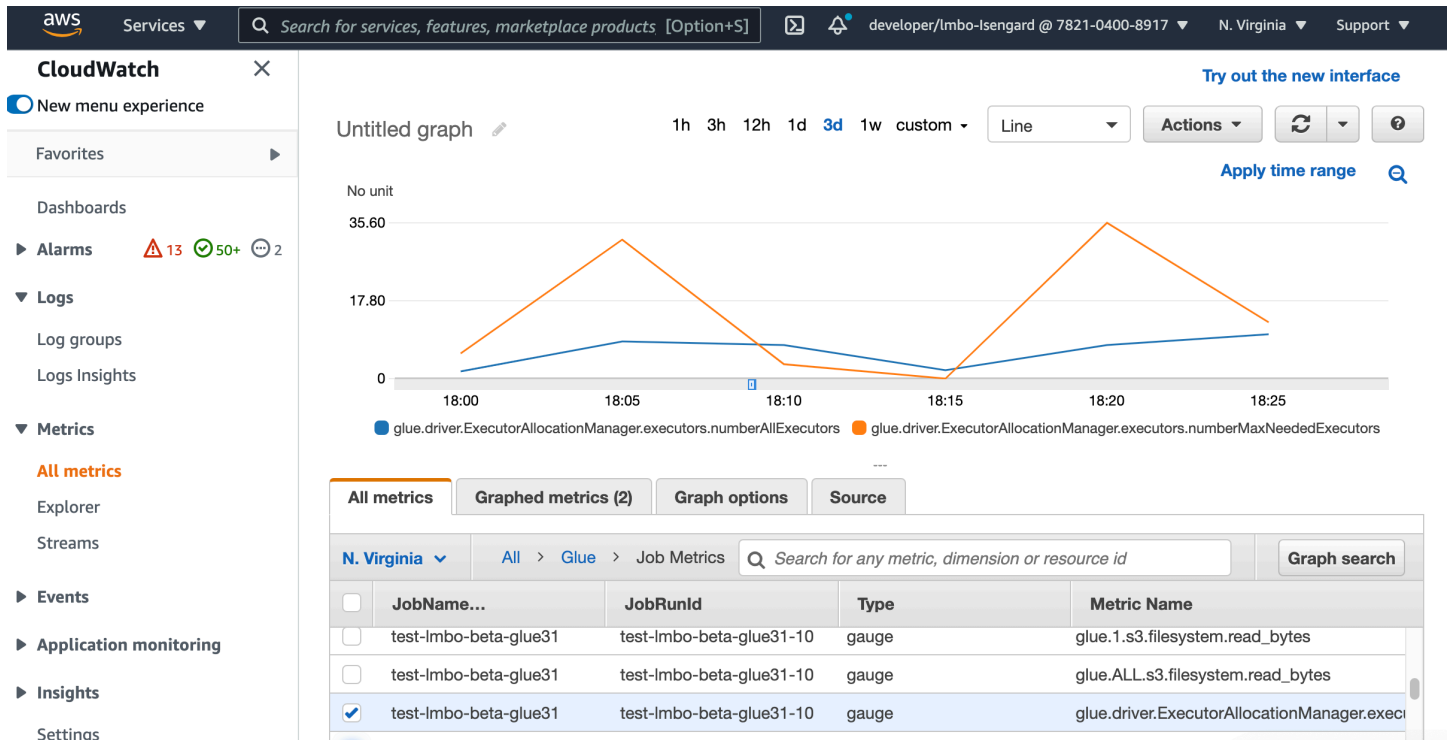 aws Services Search for services, features, marketplace products, [Option+S] developer/lmbo-Isengard @ 7821-0400-8917 N. Virginia Support
CloudWatch
New menu experience
Favorites
Dashboards
Alarms 13 50+ 2
Logs
Log groups
Logs Insights
Metrics
All metrics
Explorer
Streams
Events
Application monitoring
Insights
Settings
Try out the new interface
Untitled graph 1h 3h 12h 1d 3d 1w custom Line Actions
Apply time range
No unit
35.60
17.80
0
18:00 18:05 18:10 18:15 18:20 18:25
glue.driver.ExecutorAllocationManager.executors.numberAllExecutors glue.driver.ExecutorAllocationManager.executors.numberMaxNeededExecutors
All metrics Graphed metrics (2) Graph options Source
N. Virginia All > Glue > Job Metrics Search for any metric, dimension or resource id Graph search
JobName... JobRunId Type Metric Name
test-lmbo-beta-glue31 test-lmbo-beta-glue31-10 gauge glue.1.s3.filesystem.read_bytes
test-lmbo-beta-glue31 test-lmbo-beta-glue31-10 gauge glue.ALL.s3.filesystem.read_bytes
test-lmbo-beta-glue31 test-lmbo-beta-glue31-10 gauge glue.driver.ExecutorAllocationManager.execu